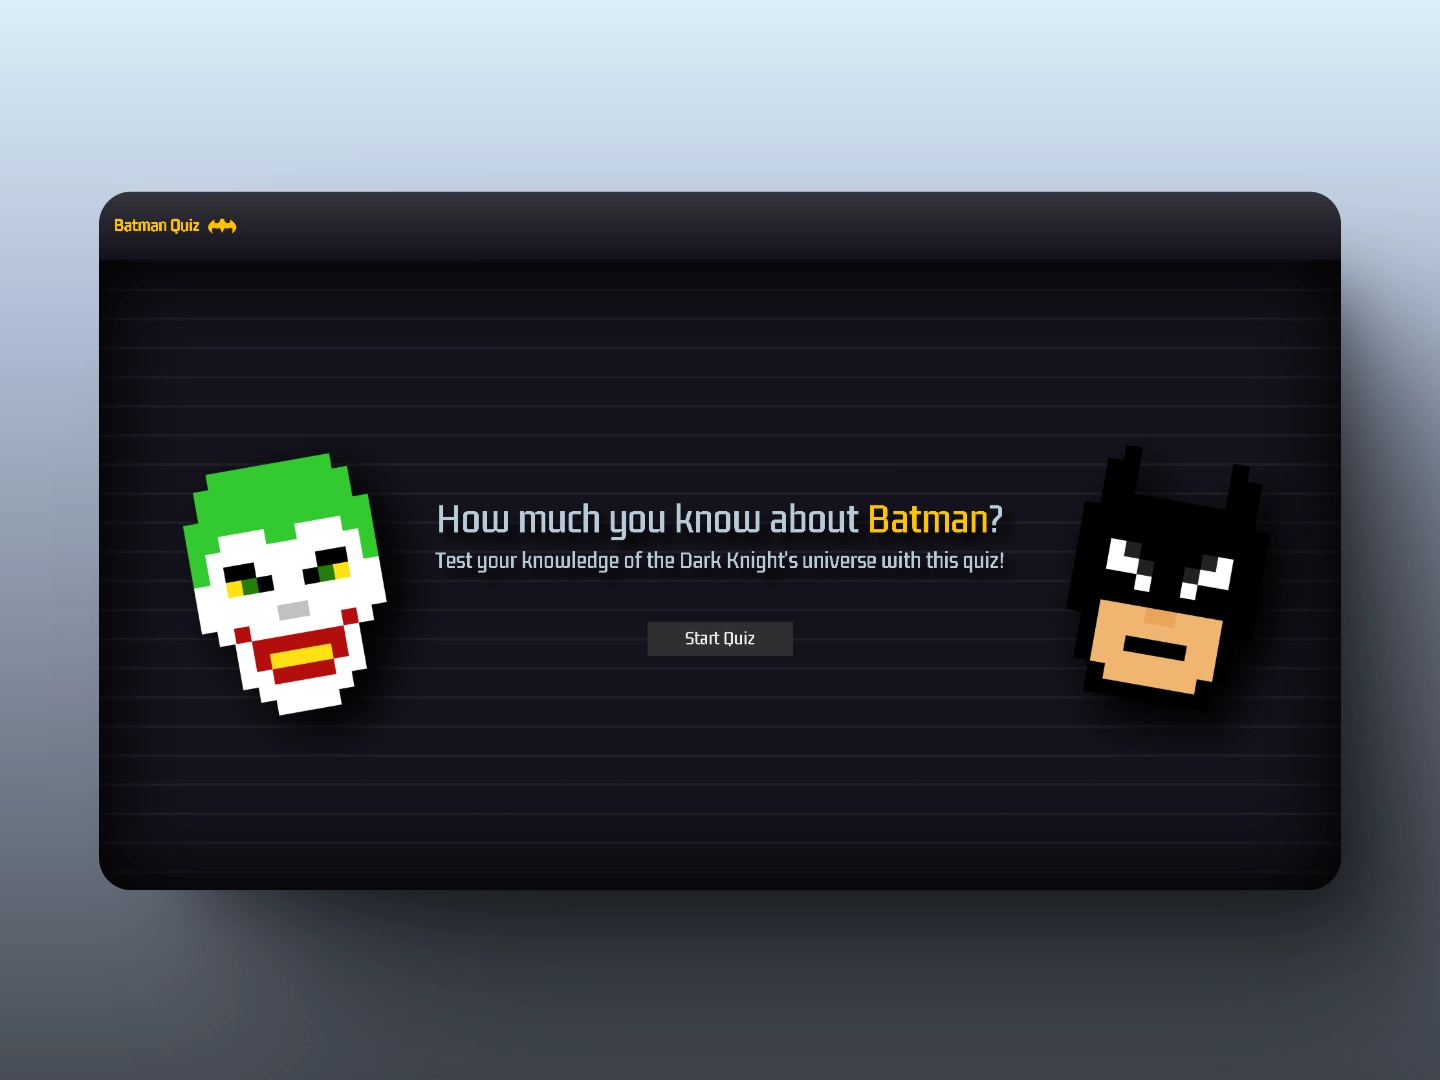 Batman Quiz
How much you know about Batman?
Test your knowledge of the Dark Knight's universe with this quiz!
Start Quiz